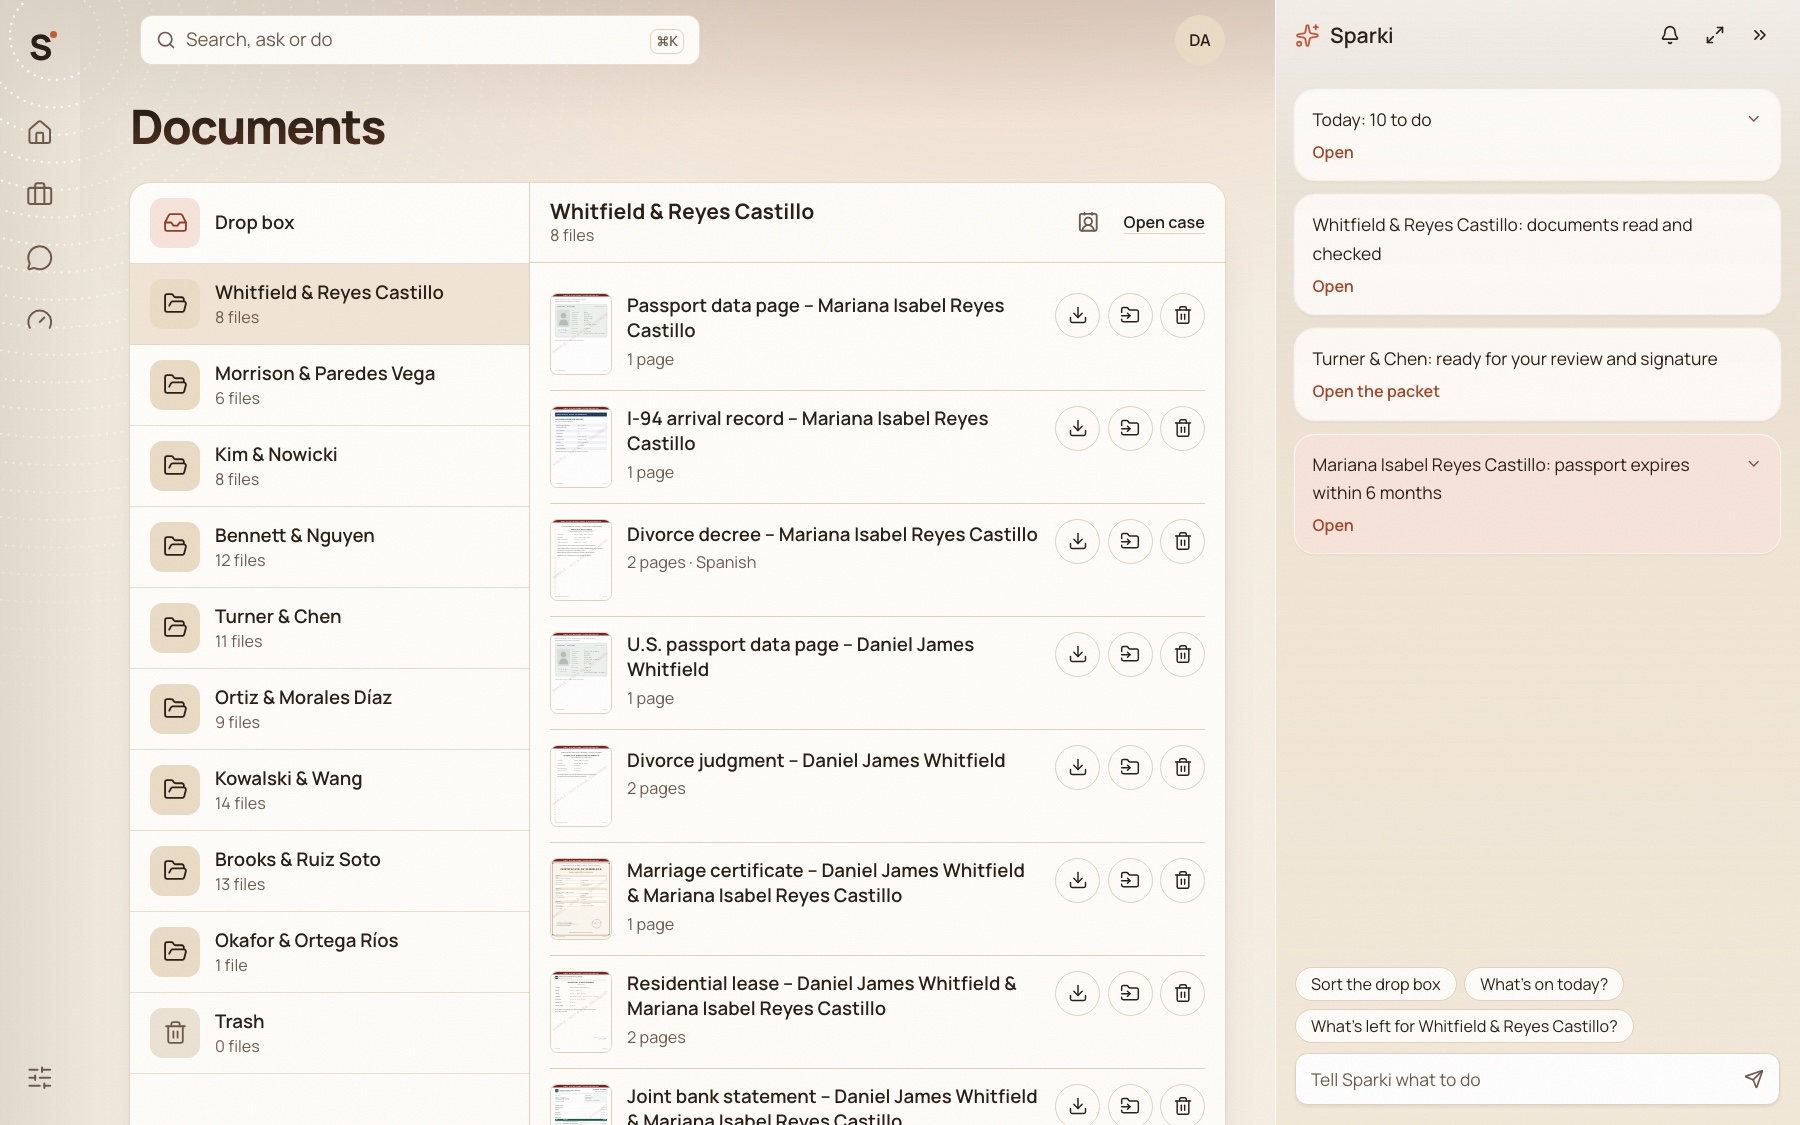 s
Search, ask or do
⌘K
DA
Documents
Drop box
Whitfield & Reyes Castillo
8 files
Morrison & Paredes Vega
6 files
Kim & Nowicki
8 files
Bennett & Nguyen
12 files
Turner & Chen
11 files
Ortiz & Morales Díaz
9 files
Kowalski & Wang
14 files
Brooks & Ruiz Soto
13 files
Okafor & Ortega Ríos
1 file
Trash
0 files
Whitfield & Reyes Castillo
8 files
Open case
Passport data page – Mariana Isabel Reyes
Castillo
1 page
I-94 arrival record – Mariana Isabel Reyes
Castillo
1 page
Divorce decree – Mariana Isabel Reyes Castillo
2 pages · Spanish
U.S. passport data page – Daniel James
Whitfield
1 page
Divorce judgment – Daniel James Whitfield
2 pages
Marriage certificate – Daniel James Whitfield
& Mariana Isabel Reyes Castillo
1 page
Residential lease – Daniel James Whitfield &
Mariana Isabel Reyes Castillo
2 pages
Joint bank statement – Daniel James Whitfield
& Mariana Isabel Reyes Castillo
Sparki
Today: 10 to do
Open
Whitfield & Reyes Castillo: documents read and
checked
Open
Turner & Chen: ready for your review and signature
Open the packet
Mariana Isabel Reyes Castillo: passport expires
within 6 months
Open
Sort the drop box
What's on today?
What's left for Whitfield & Reyes Castillo?
Tell Sparki what to do